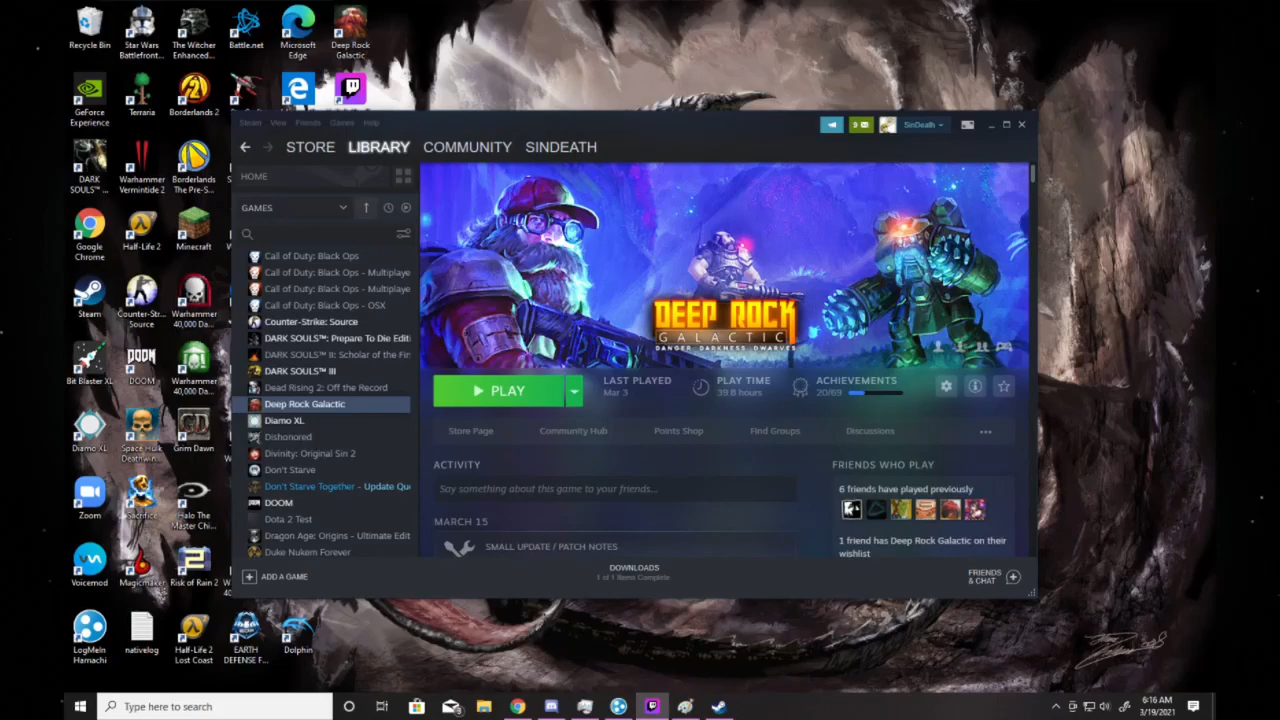 Recycle Bin
Star Wars
Battlefront...
The Witcher
Enhanced...
Battle.net
Microsoft
Edge
Deep Rock
Galactic
GeForce
Experience
Terraria
Borderlands 2
DARK
SOULS™ ...
Warhammer
Vermintide 2
Borderlands
The Pre-S...
Google
Chrome
Half-Life 2
Minecraft
Steam
Counter-Str...
Source
Warhammer
40,000 Da...
Bit Blaster XL
DOOM
Warhammer
40,000 Da...
Diamo XL
Space Hulk
Deathwin...
Grim Dawn
Zoom
Sacrifice
Halo The
Master Chi...
Voicemod
Magicmaker
Risk of Rain 2
LogMeIn
Hamachi
nativelog
Half-Life 2
Lost Coast
EARTH
DEFENSE F...
Dolphin
Steam View Friends Games Help
9
SinDeath
STORE LIBRARY COMMUNITY SINDEATH
HOME
GAMES
Call of Duty: Black Ops
Call of Duty: Black Ops - Multiplaye
Call of Duty: Black Ops - Multiplaye
Call of Duty: Black Ops - OSX
Counter-Strike: Source
DARK SOULS™: Prepare To Die Editi
DARK SOULS™ II: Scholar of the Fir
DARK SOULS™ III
Dead Rising 2: Off the Record
Deep Rock Galactic
Diamo XL
Dishonored
Divinity: Original Sin 2
Don't Starve
Don't Starve Together - Update Que
DOOM
Dota 2 Test
Dragon Age: Origins - Ultimate Edit
Duke Nukem Forever
ADD A GAME
DEEP ROCK
GALACTIC
DANGER. DARKNESS. DWARVES.
PLAY
LAST PLAYED
Mar 3
PLAY TIME
39.8 hours
ACHIEVEMENTS
20/69
Store Page Community Hub Points Shop Find Groups Discussions ...
ACTIVITY
Say something about this game to your friends...
MARCH 15
SMALL UPDATE / PATCH NOTES
FRIENDS WHO PLAY
6 friends have played previously
1 friend has Deep Rock Galactic on their
wishlist
DOWNLOADS
1 of 1 Items Complete
FRIENDS
& CHAT
Type here to search
6:16 AM
3/19/2021